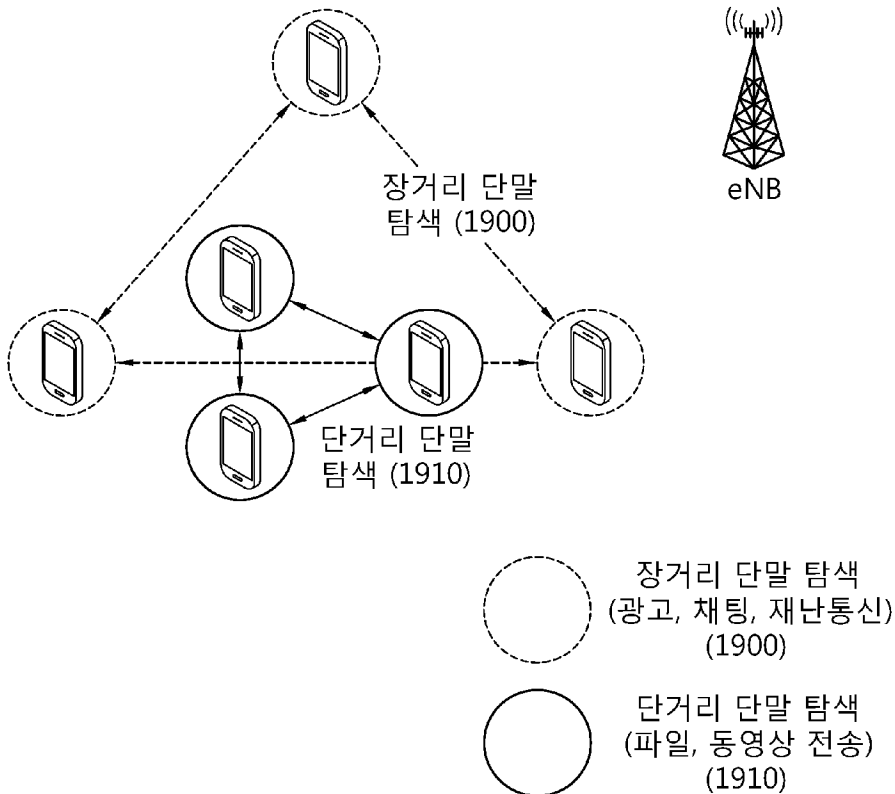 장거리 단말
탐색 (1900)
eNB
단거리 단말
탐색 (1910)
장거리 단말 탐색
(광고, 채팅, 재난통신)
(1900)
단거리 단말 탐색
(파일, 동영상 전송)
(1910)